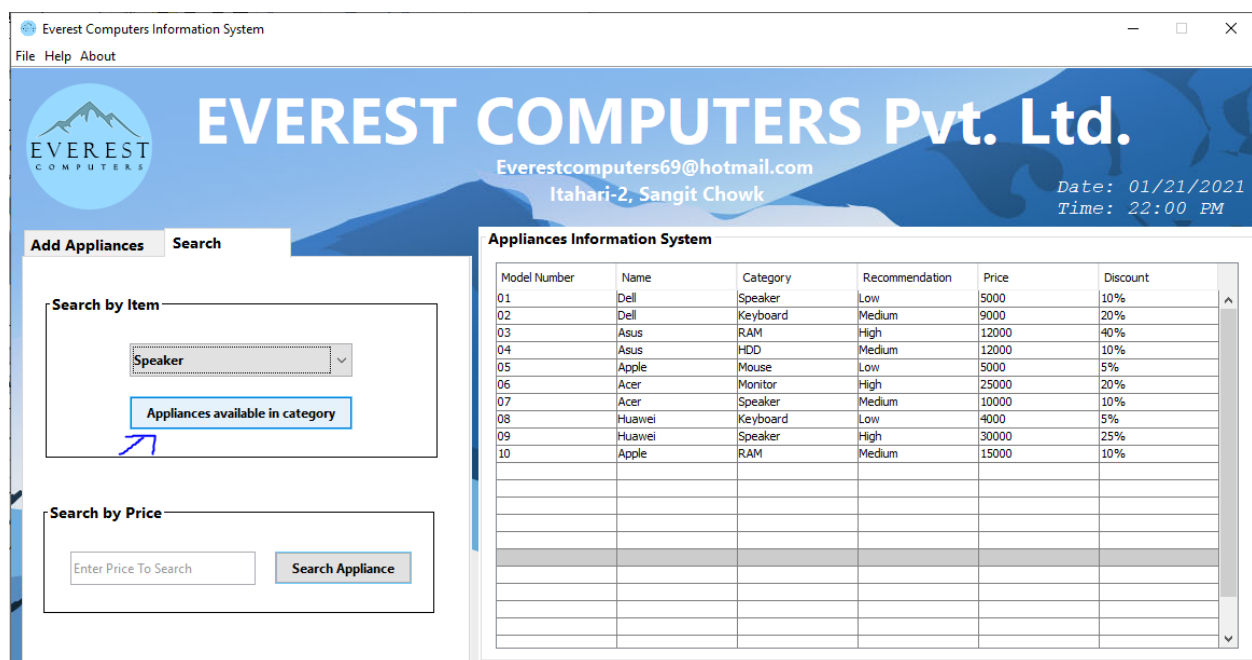 Everest Computers Information System
File Help About
EVEREST
COMPUTERS
EVEREST COMPUTERS Pvt. Ltd.
Everestcomputers69@hotmail.com
Itahari-2, Sangit Chowk
Date: 01/21/2021
Time: 22:00 PM
Add Appliances Search
Search by Item
Speaker
Appliances available in category
Search by Price
Enter Price To Search Search Appliance
Appliances Information System
Model Number Name Category Recommendation Price Discount
01 Dell Speaker Low 5000 10%
02 Dell Keyboard Medium 9000 20%
03 Asus RAM High 12000 40%
04 Asus HDD Medium 12000 10%
05 Apple Mouse Low 5000 5%
06 Acer Monitor High 25000 20%
07 Acer Speaker Medium 10000 10%
08 Huawei Keyboard Low 4000 5%
09 Huawei Speaker High 30000 25%
10 Apple RAM Medium 15000 10%